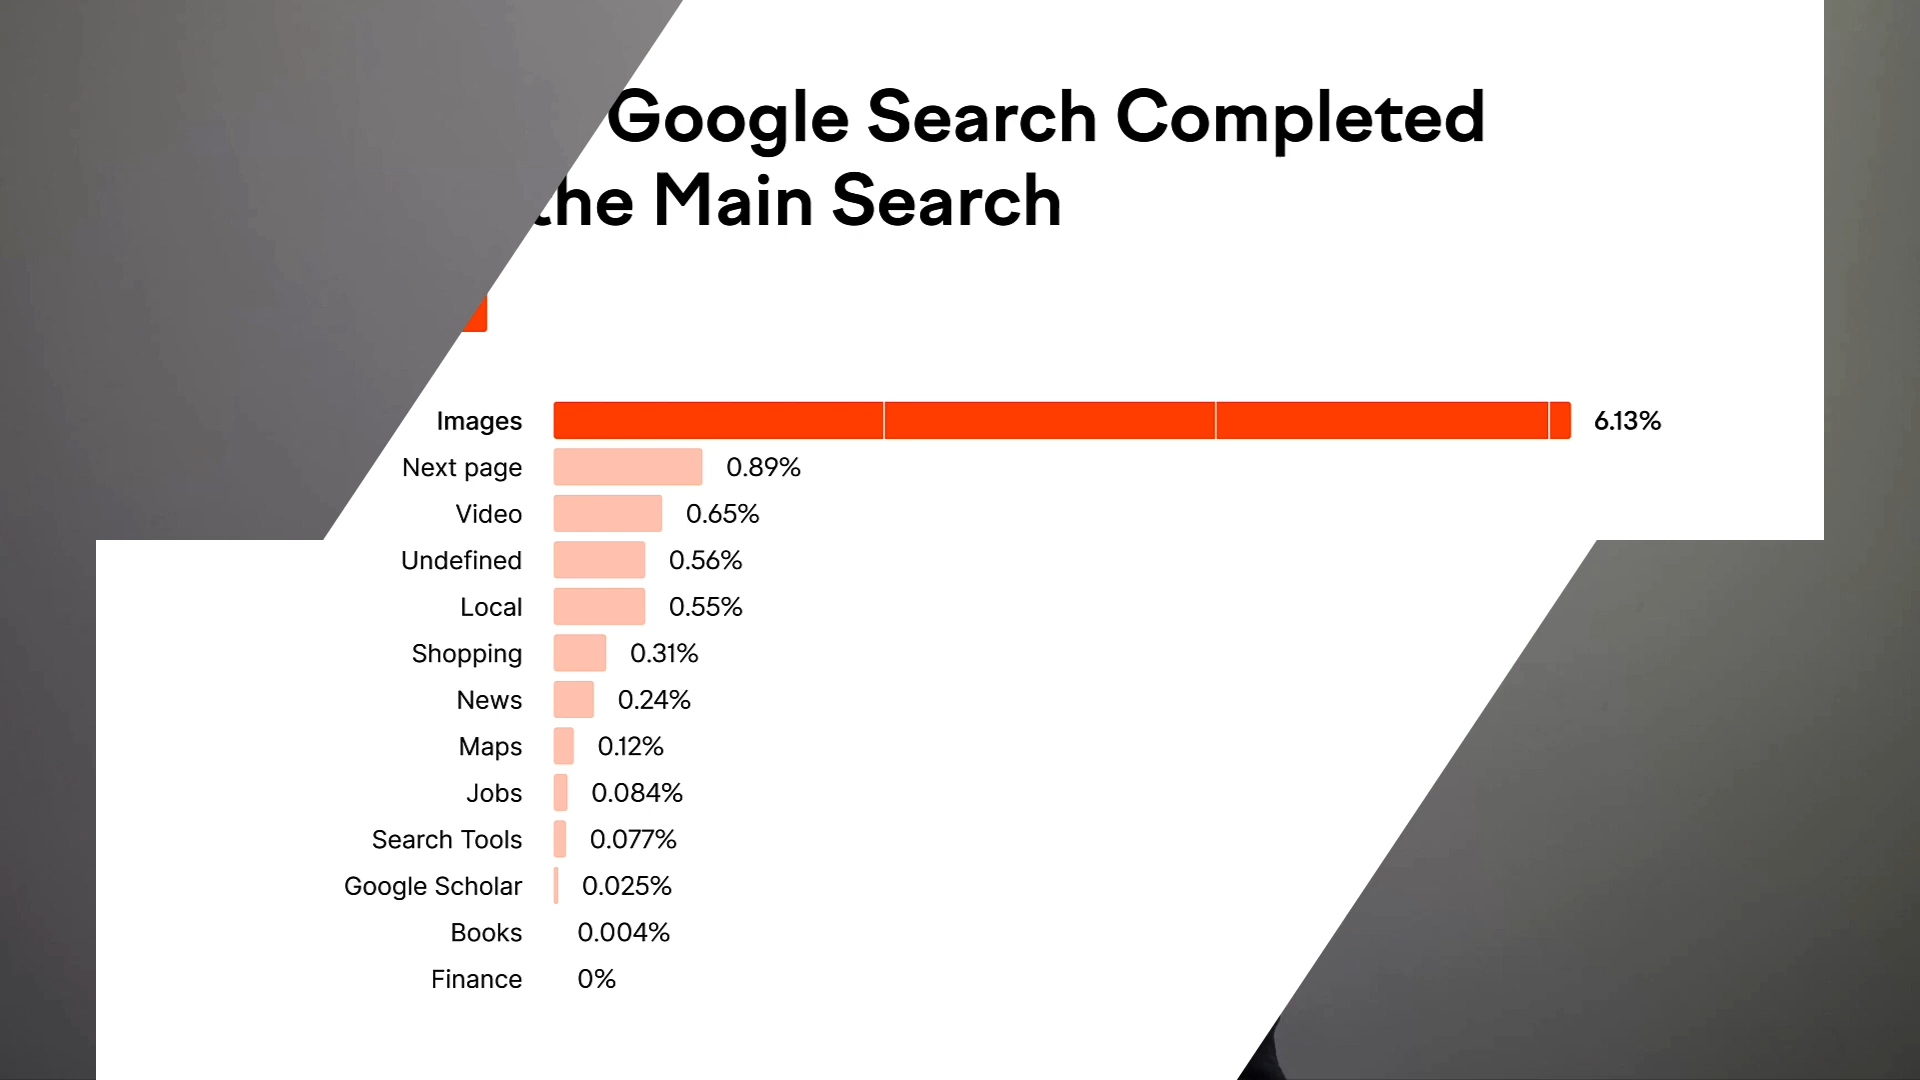 Google Search Completed
the Main Search
Images 6.13%
Next page 0.89%
Video 0.65%
Undefined 0.56%
Local 0.55%
Shopping 0.31%
News 0.24%
Maps 0.12%
Jobs 0.084%
Search Tools 0.077%
Google Scholar 0.025%
Books 0.004%
Finance 0%